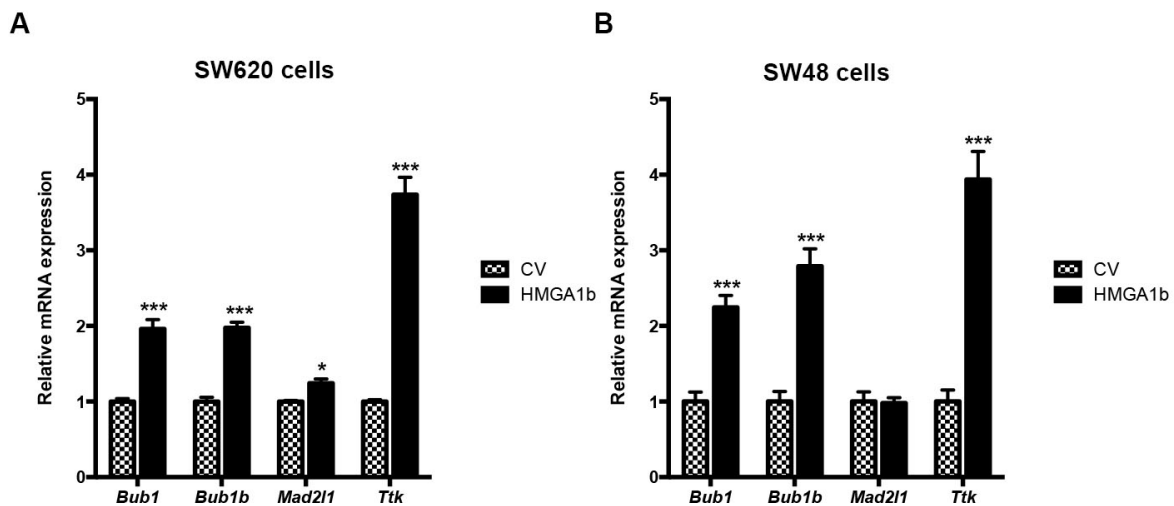 A
SW620 cells
Relative mRNA expression
5
4
3
2
1
0
***
***
*
***
Bub1 Bub1b Mad2l1 Ttk
CV
HMGA1b
B
SW48 cells
Relative mRNA expression
5
4
3
2
1
0
***
***
***
Bub1 Bub1b Mad2l1 Ttk
CV
HMGA1b